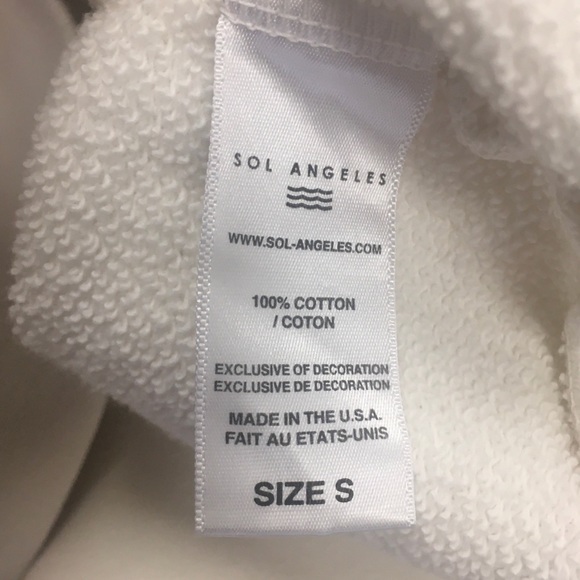 SOL ANGELES
WWW.SOL-ANGELES.COM
100% COTTON
/ COTON
EXCLUSIVE OF DECORATION
EXCLUSIVE DE DECORATION
MADE IN THE U.S.A.
FAIT AU ETATS-UNIS
SIZE S